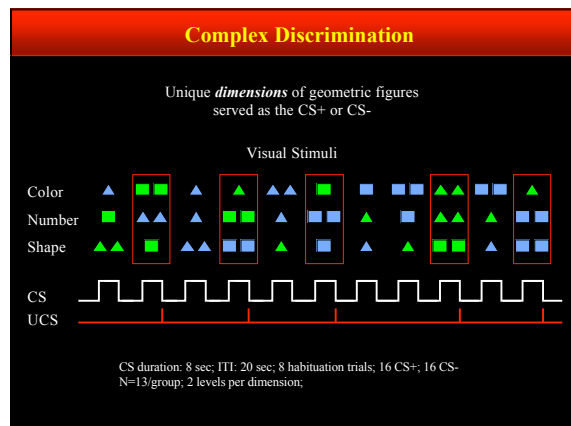 Complex Discrimination
Unique dimensions of geometric figures
served as the CS+ or CS-
Visual Stimuli
Color
Number
Shape
CS
UCS
CS duration: 8 sec; ITI: 20 sec; 8 habituation trials; 16 CS+; 16 CS-
N=13/group; 2 levels per dimension;